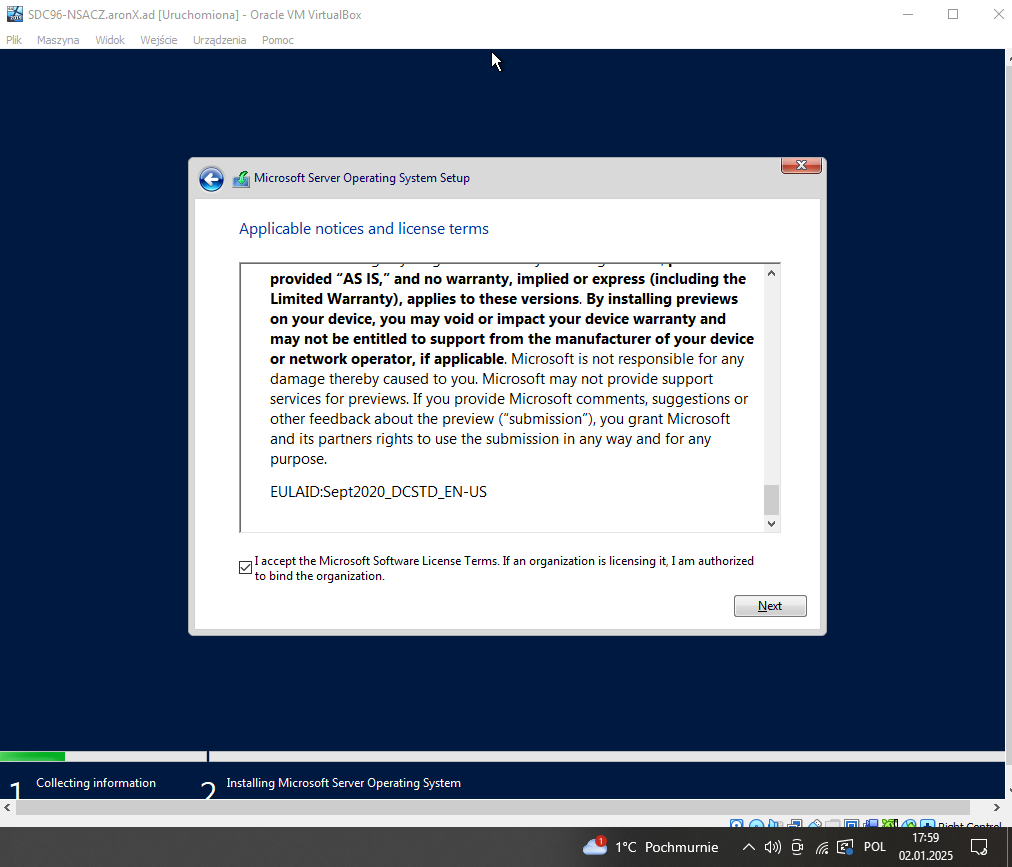 SDC96-NSACZ.aronX.ad [Uruchomiona] - Oracle VM VirtualBox
Plik Maszyna Widok Wejście Urządzenia Pomoc
Microsoft Server Operating System Setup
Applicable notices and license terms
provided “AS IS,” and no warranty, implied or express (including the
Limited Warranty), applies to these versions. By installing previews
on your device, you may void or impact your device warranty and
may not be entitled to support from the manufacturer of your device
or network operator, if applicable. Microsoft is not responsible for any
damage thereby caused to you. Microsoft may not provide support
services for previews. If you provide Microsoft comments, suggestions or
other feedback about the preview (“submission”), you grant Microsoft
and its partners rights to use the submission in any way and for any
purpose.
EULAID:Sept2020_DCSTD_EN-US
I accept the Microsoft Software License Terms. If an organization is licensing it, I am authorized
to bind the organization.
Next
1 Collecting information 2 Installing Microsoft Server Operating System
Right Control
1 1°C Pochmurnie POL 17:59
02.01.2025